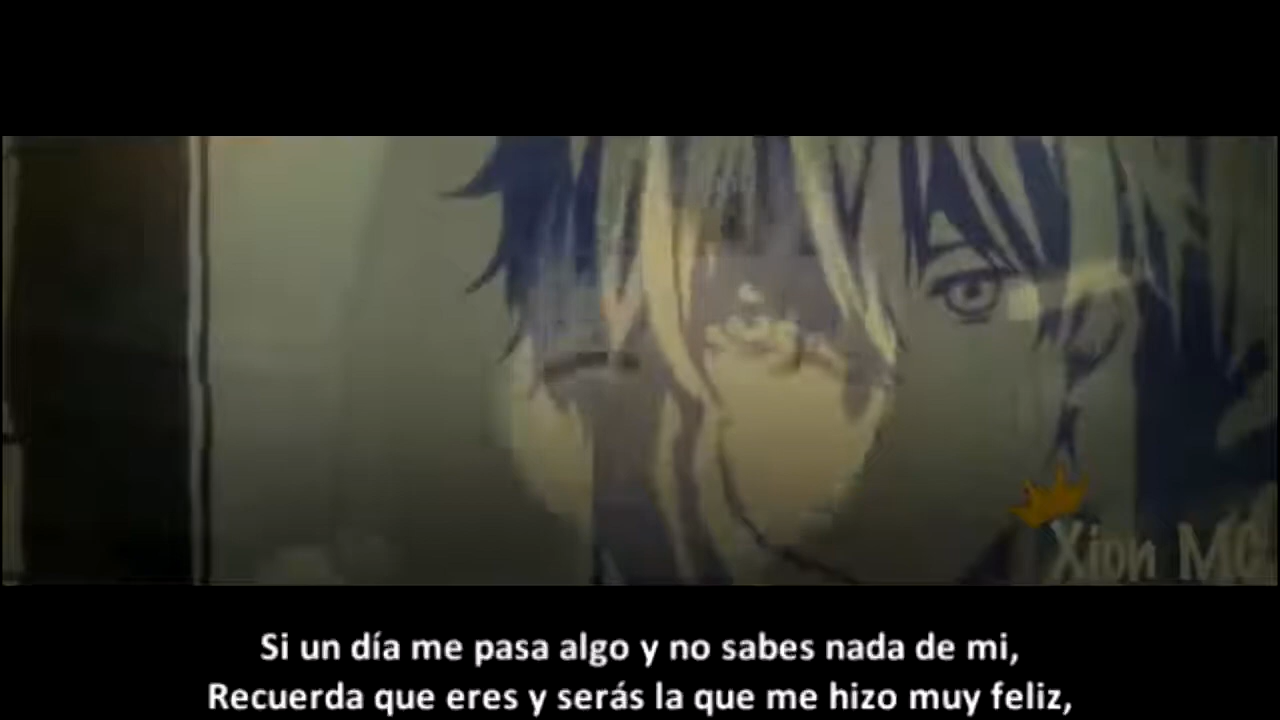 Xion MC
Si un día me pasa algo y no sabes nada de mi,
Recuerda que eres y serás la que me hizo muy feliz,